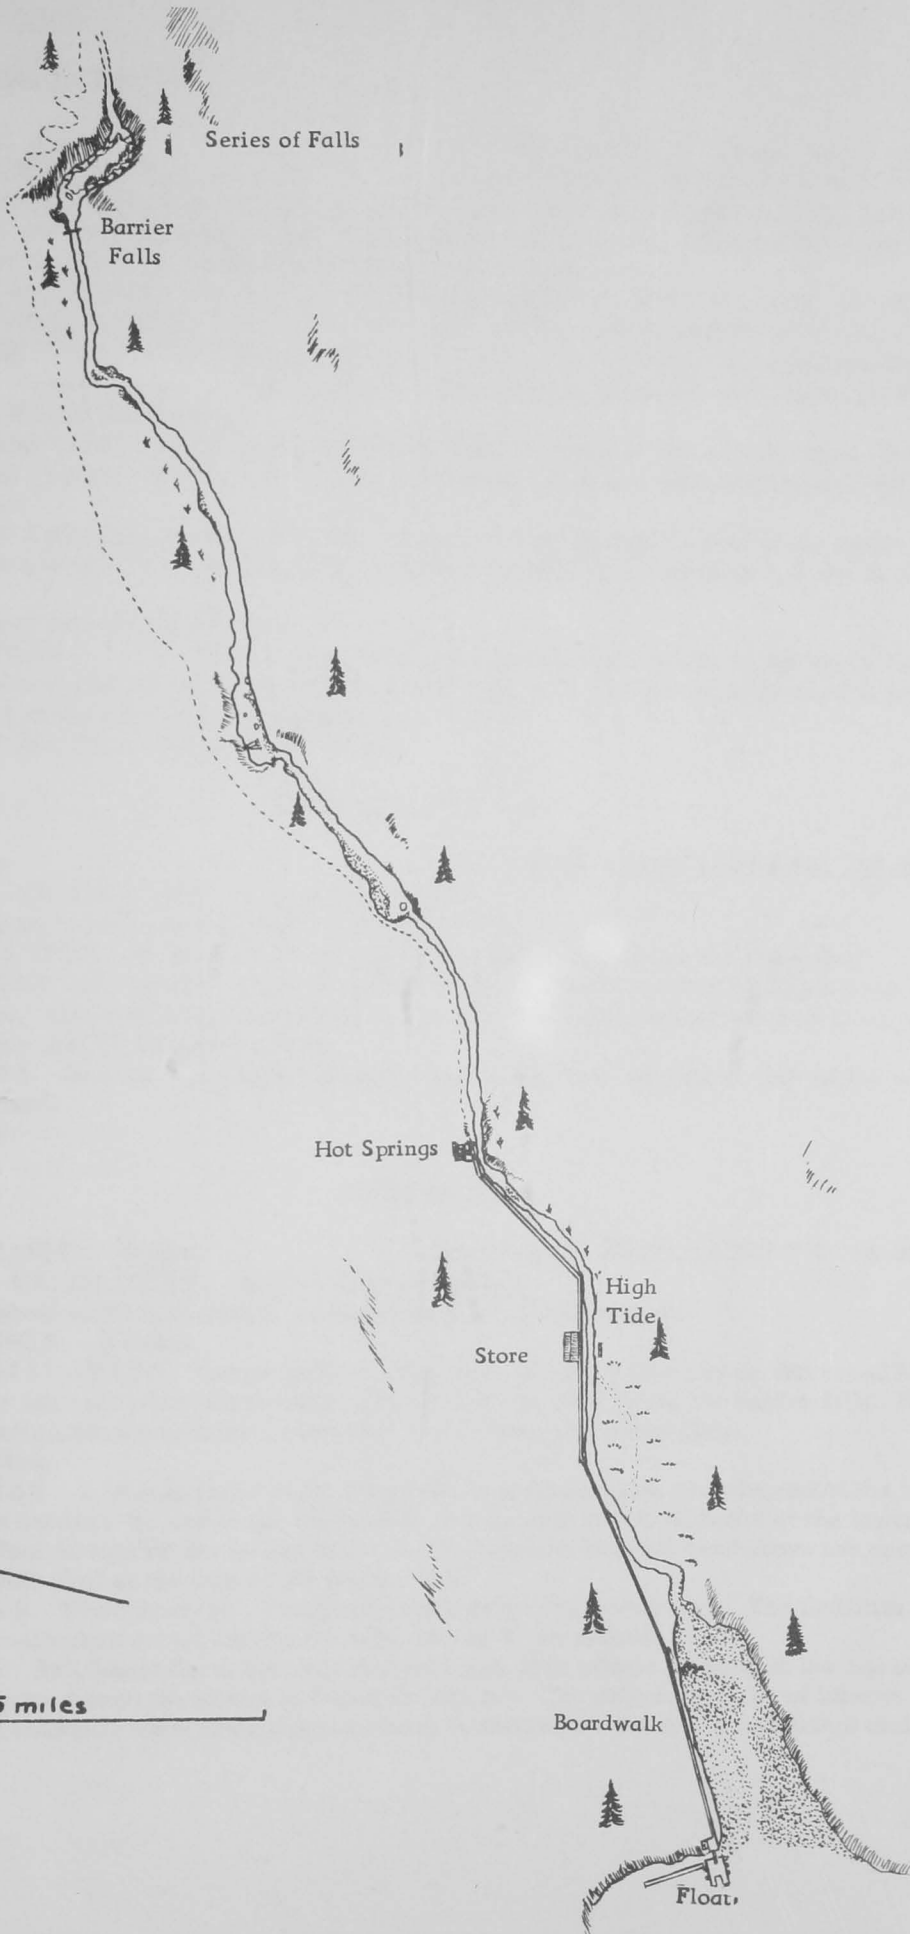 Series of Falls
Barrier
Falls
Hot Springs
High
Tide
Store
5 miles
Boardwalk
Float